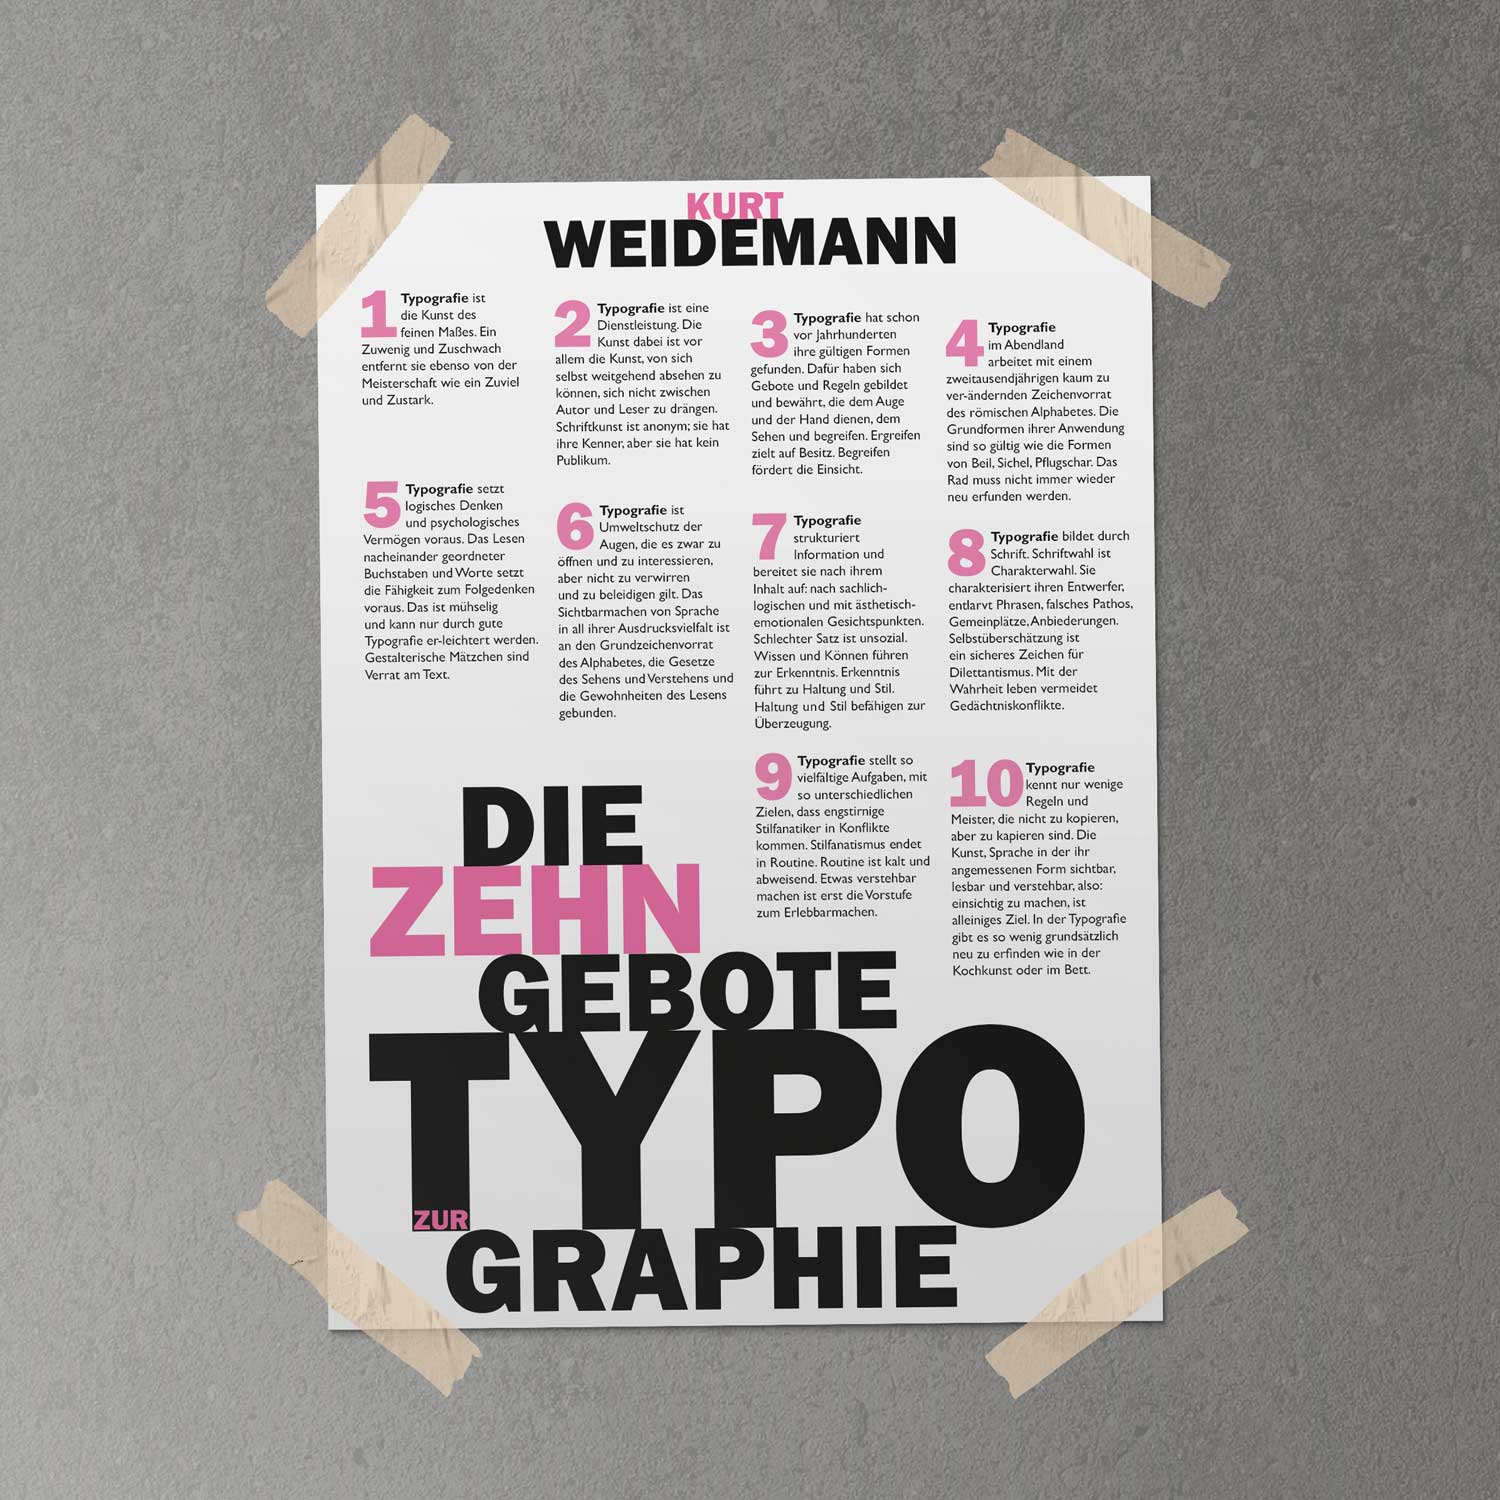 KURT
WEIDEMANN
1 Typografie ist
die Kunst des
feinen Maßes. Ein
Zuwenig und Zuschwach
entfernt sie ebenso von der
Meisterschaft wie ein Zuviel
und Zustark.
2 Typografie ist eine
Dienstleistung. Die
Kunst dabei ist vor
allem die Kunst, von sich
selbst weitgehend absehen zu
können, sich nicht zwischen
Autor und Leser zu drängen.
Schriftkunst ist anonym; sie hat
ihre Kenner, aber sie hat kein
Publikum.
3 Typografie hat schon
vor Jahrhunderten
ihre gültigen Formen
gefunden. Dafür haben sich
Gebote und Regeln gebildet
und bewährt, die dem Auge
und der Hand dienen, dem
Sehen und begreifen. Ergreifen
zielt auf Besitz. Begreifen
fördert die Einsicht.
4 Typografie
im Abendland
arbeitet mit einem
zweitausendjährigen kaum zu
ver-ändernden Zeichenvorrat
des römischen Alphabetes. Die
Grundformen ihrer Anwendung
sind so gültig wie die Formen
von Beil, Sichel, Pflugschar. Das
Rad muss nicht immer wieder
neu erfunden werden.
5 Typografie setzt
logisches Denken
und psychologisches
Vermögen voraus. Das Lesen
nacheinander geordneter
Buchstaben und Worte setzt
die Fähigkeit zum Folgedenken
voraus. Das ist mühselig
und kann nur durch gute
Typografie er-leichtert werden.
Gestalterische Mätzchen sind
Verrat am Text.
6 Typografie ist
Umweltschutz der
Augen, die es zwar zu
öffnen und zu interessieren,
aber nicht zu verwirren
und zu beleidigen gilt. Das
Sichtbarmachen von Sprache
in all ihrer Ausdrucksvielfalt ist
an den Grundzeichenvorrat
des Alphabetes, die Gesetze
des Sehens und Verstehens und
die Gewohnheiten des Lesens
gebunden.
7 Typografie
strukturiert
Information und
bereitet sie nach ihrem
Inhalt auf: nach sachlich-
logischen und mit ästhetisch-
emotionalen Gesichtspunkten.
Schlechter Satz ist unsozial.
Wissen und Können führen
zur Erkenntnis. Erkenntnis
führt zu Haltung und Stil.
Haltung und Stil befähigen zur
Überzeugung.
8 Typografie bildet durch
Schrift. Schriftwahl ist
Charakterwahl. Sie
charakterisiert ihren Entwerfer,
entlarvt Phrasen, falsches Pathos,
Gemeinplätze, Anbiederungen.
Selbstüberschätzung ist
ein sicheres Zeichen für
Dilettantismus. Mit der
Wahrheit leben vermeidet
Gedächtniskonflikte.
9 Typografie stellt so
vielfältige Aufgaben, mit
so unterschiedlichen
Zielen, dass engstirnige
Stilfanatiker in Konflikte
kommen. Stilfanatismus endet
in Routine. Routine ist kalt und
abweisend. Etwas verstehbar
machen ist erst die Vorstufe
zum Erlebbarmachen.
10 Typografie
kennt nur wenige
Regeln und
Meister, die nicht zu kopieren,
aber zu kapieren sind. Die
Kunst, Sprache in der ihr
angemessenen Form sichtbar,
lesbar und verstehbar, also:
einsichtig zu machen, ist
alleiniges Ziel. In der Typografie
gibt es so wenig grundsätzlich
neu zu erfinden wie in der
Kochkunst oder im Bett.
DIE
ZEHN
GEBOTE
TYPO
ZUR
GRAPHIE